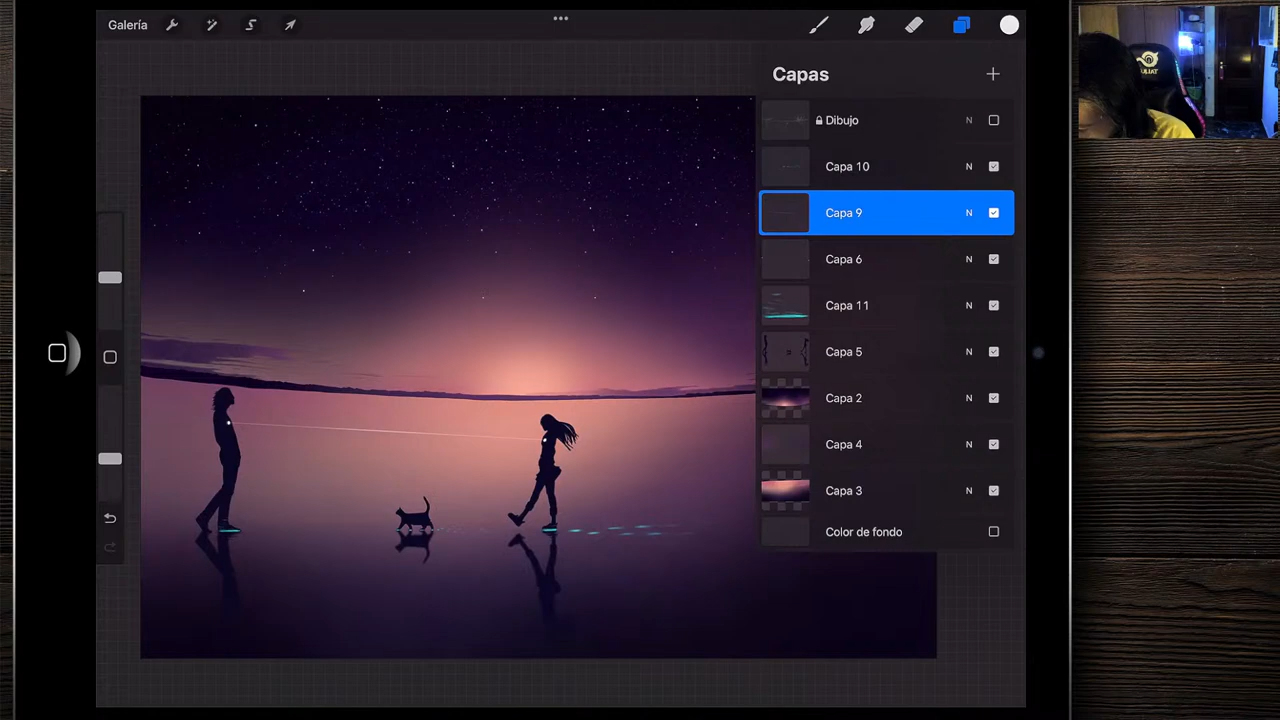 Galería
Capas
Dibujo N
Capa 10 N
Capa 9 N
Capa 6 N
Capa 11 N
Capa 5 N
Capa 2 N
Capa 4 N
Capa 3 N
Color de fondo